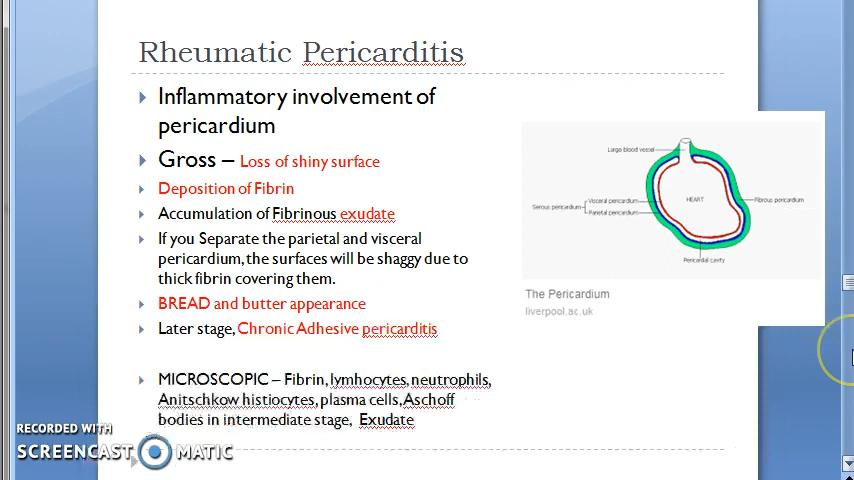 Rheumatic Pericarditis
Inflammatory involvement of
pericardium
Gross – Loss of shiny surface
Deposition of Fibrin
Accumulation of Fibrinous exudate
If you Separate the parietal and visceral
pericardium, the surfaces will be shaggy due to
thick fibrin covering them.
BREAD and butter appearance
Later stage, Chronic Adhesive pericarditis
MICROSCOPIC – Fibrin, lymhocytes, neutrophils,
Anitschkow histiocytes, plasma cells, Aschoff
bodies in intermediate stage, Exudate
Large blood vessel
Serous pericardium
Visceral pericardium
Parietal pericardium
HEART
Fibrous pericardium
Pericardial cavity
The Pericardium
liverpool.ac.uk
RECORDED WITH
SCREENCAST MATIC